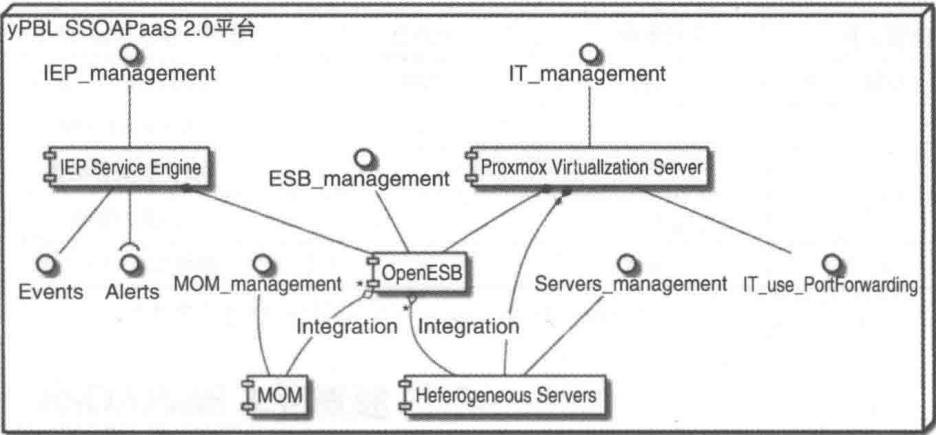 yPBL SSOAPaaS 2.0平台
IEP_management
IT_management
IEP Service Engine
ESB_management
Proxmox Virtuallzation Server
Events
Alerts
MOM_management
*
OpenESB
Servers_management
IT_use_PortForwarding
*
*
Integration
Integration
MOM
Heferogeneous Servers